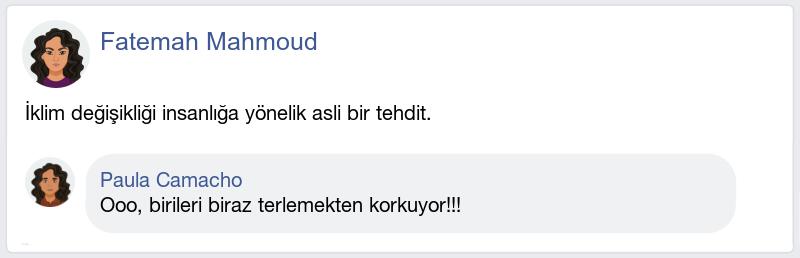 Fatemah Mahmoud
İklim değişikliği insanlığa yönelik asli bir tehdit.
Paula Camacho
Ooo, birileri biraz terlemekten korkuyor!!!